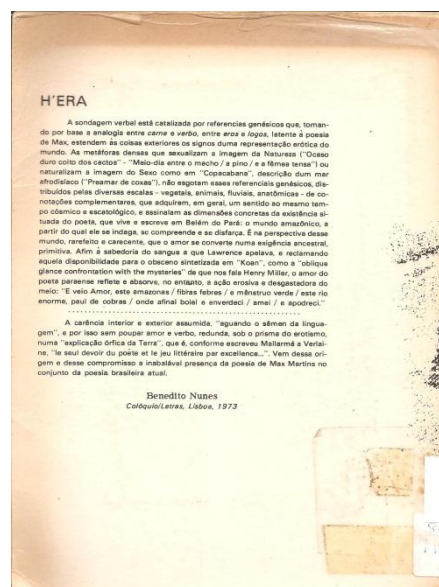 H'ERA
A sondagem verbal está catalizada por referencias genésicos que, toman-
do por base a analogia entre carne e verbo, entre eros e logos, latente à poesia
de Max, estendem às coisas exteriores os signos duma representação erótica do
mundo. As metáforas densas que sexualizam a imagem da Natureza ("Ocaso
duro coito dos cactos" - "Meio-dia entre o macho / a pino / e a fêmea tensa") ou
naturalizam a imagem do Sexo como em "Copacabana", descrição dum mar
afrodisíaco ("Preamar de coxas"), não esgotam esses referenciais genésicos, dis-
tribuídos pelas diversas escalas - vegetais, animais, fluviais, anatômicas - de co-
notações complementares, que adquirem, em geral, um sentido ao mesmo tem-
po cósmico e escatológico, e assinalam as dimensões concretas da existência si-
tuada do poeta, que vive e escreve em Belém do Pará: o mundo amazônico, a
partir do qual ele se indaga, se compreende e se disfarça. É na perspectiva desse
mundo, rarefeito e carecente, que o amor se converte numa exigência ancestral,
primitiva. Afim à sabedoria do sangue a que Lawrence apelava, e reclamando
aquela disponibilidade para o obsceno sintetizada em "Koan", como a "oblique
glance confrontation with the mysteries" de que nos fala Henry Miller, o amor do
poeta paraense reflete e absorve, no entanto, a ação erosiva e desgastadora do
meio: "E veio Amor, este amazonas / fibras febres / e mênstruo verde / este rio
enorme, paul de cobras / onde afinal boiei e enverdeci / amei / e apodreci."
A carência interior e exterior assumida, "aguando o sêmen da lingua-
gem", e por isso sem poupar amor e verbo, redunda, sob o prisma do erotismo,
numa "explicação órfica da Terra", que é, conforme escreveu Mallarmé a Verlai-
ne, "le seul devoir du poète et le jeu littéraire par excellence...". Vem dessa ori-
gem e desse compromisso a inabalável presença da poesia de Max Martins no
conjunto da poesia brasileira atual.
Benedito Nunes
Colóquio/Letras, Lisboa, 1973